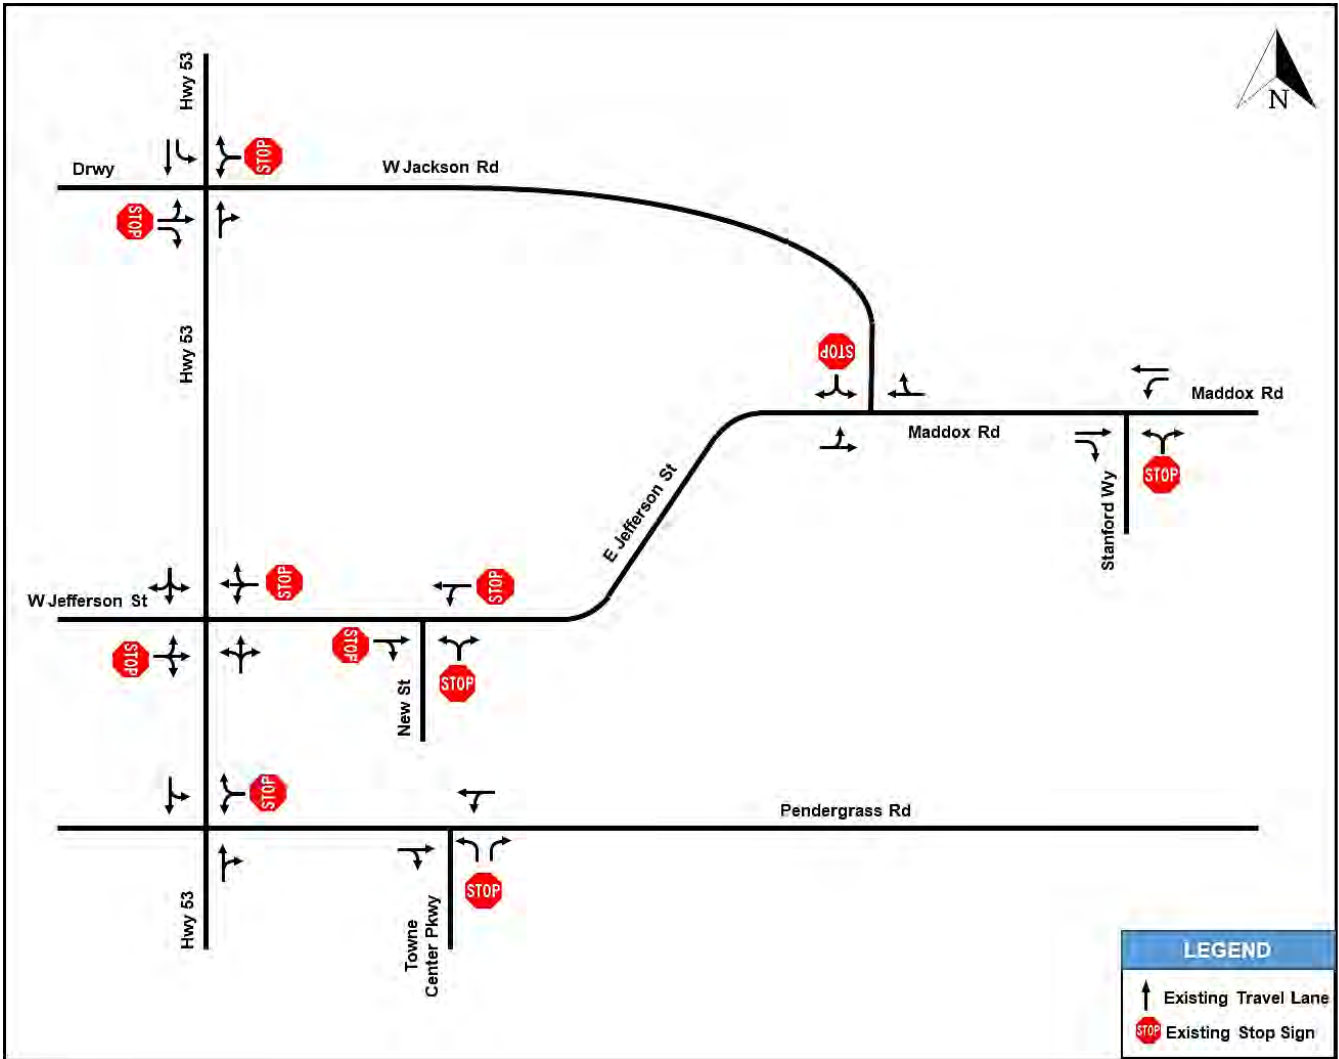 Hwy 53
N
STOP
Drwy
W Jackson Rd
STOP
Hwy 53
STOP
Maddox Rd
Maddox Rd
STOP
Stanford Wy
E Jefferson St
STOP
STOP
W Jefferson St
STOP
STOP
STOP
New St
STOP
Pendergrass Rd
STOP
Hwy 53
Towne
Center Pkwy
LEGEND
Existing Travel Lane
STOP Existing Stop Sign